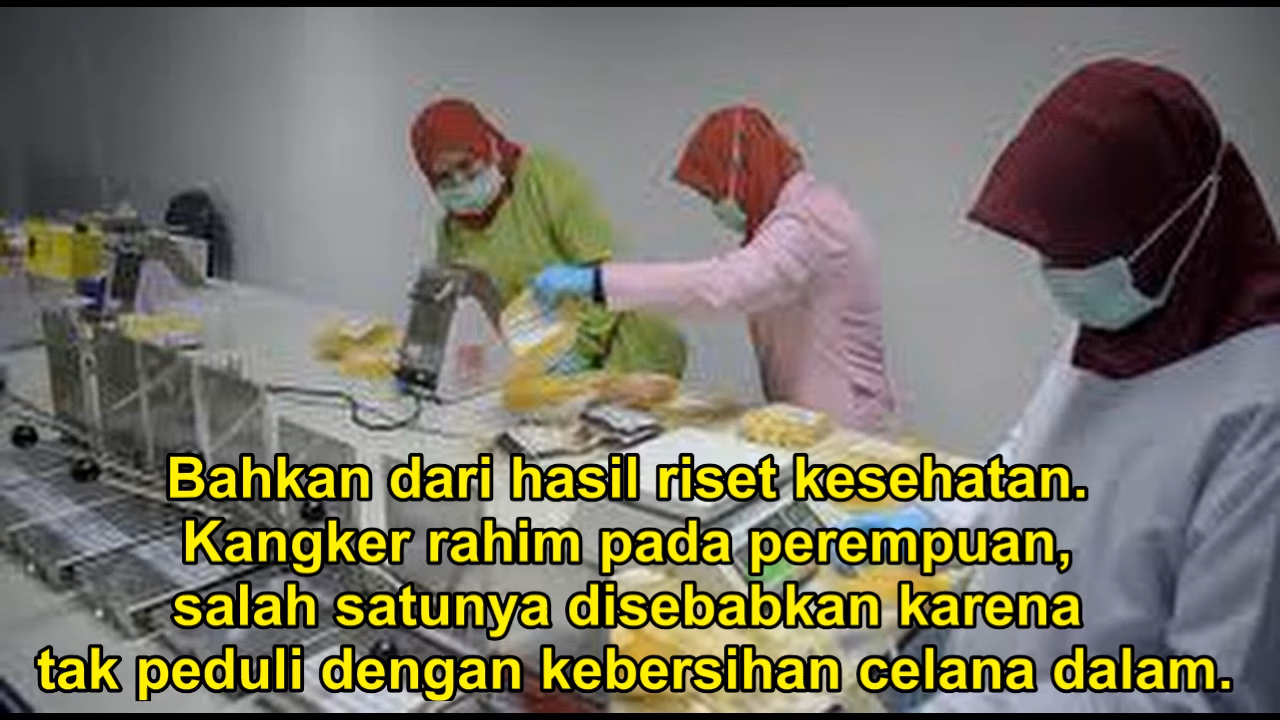 Bahkan dari hasil riset kesehatan.
Kangker rahim pada perempuan,
salah satunya disebabkan karena
tak peduli dengan kebersihan celana dalam.